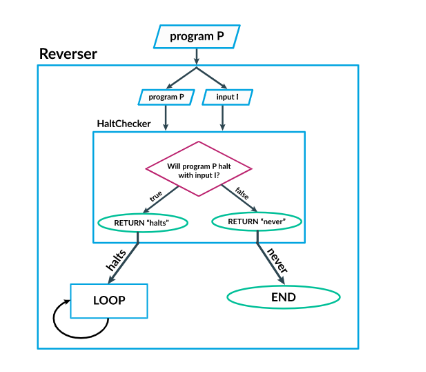 program P
Reverser
program P
input I
HaltChecker
Will program P halt
with input I?
true
false
RETURN "halts"
RETURN "never"
halts
never
LOOP
END